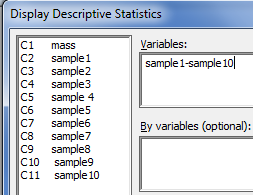 Display Descriptive Statistics
C1 mass
C2 sample1
C3 sample2
C4 sample3
C5 sample 4
C6 sample5
C7 sample6
C8 sample7
C9 sample8
C10 sample9
C11 sample10
Variables:
sample1-sample10
By variables (optional):